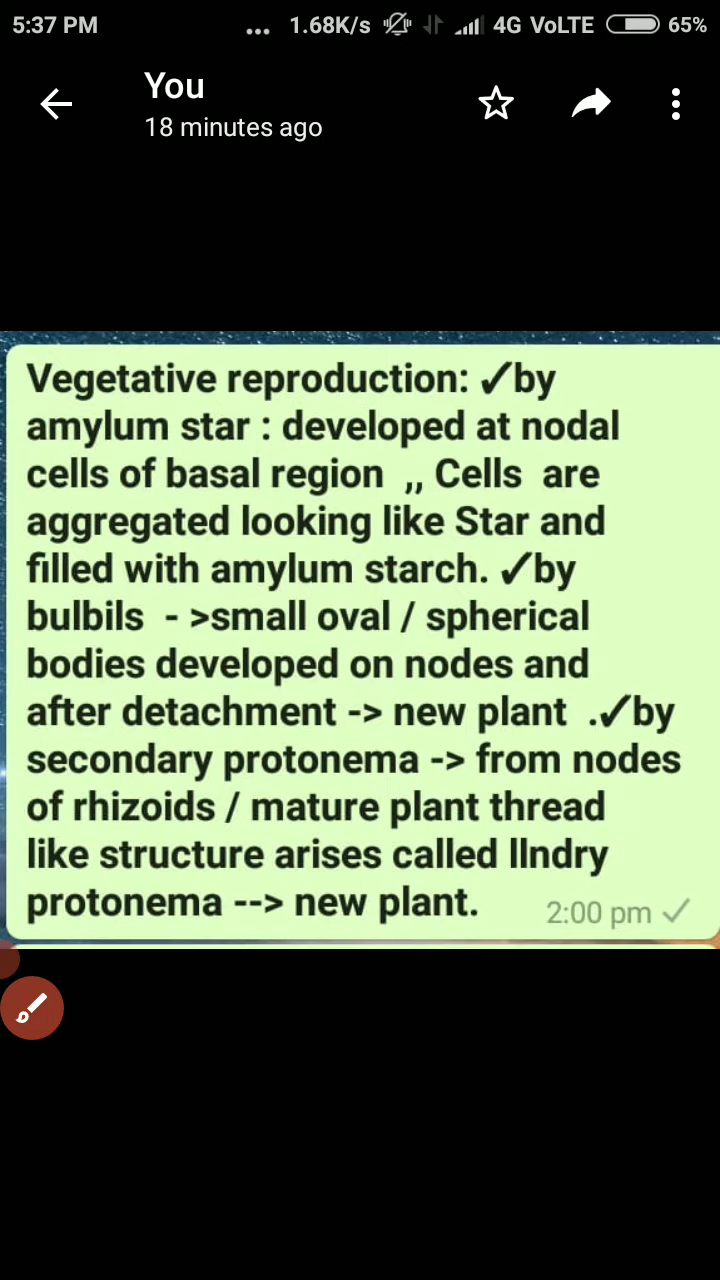 5:37 PM ... 1.68K/s 4G VoLTE 65%
You
18 minutes ago
Vegetative reproduction: ✓by
amylum star : developed at nodal
cells of basal region ,, Cells are
aggregated looking like Star and
filled with amylum starch. ✓by
bulbils - >small oval / spherical
bodies developed on nodes and
after detachment -> new plant .✓by
secondary protonema -> from nodes
of rhizoids / mature plant thread
like structure arises called IIndry
protonema --> new plant.
2:00 pm ✓